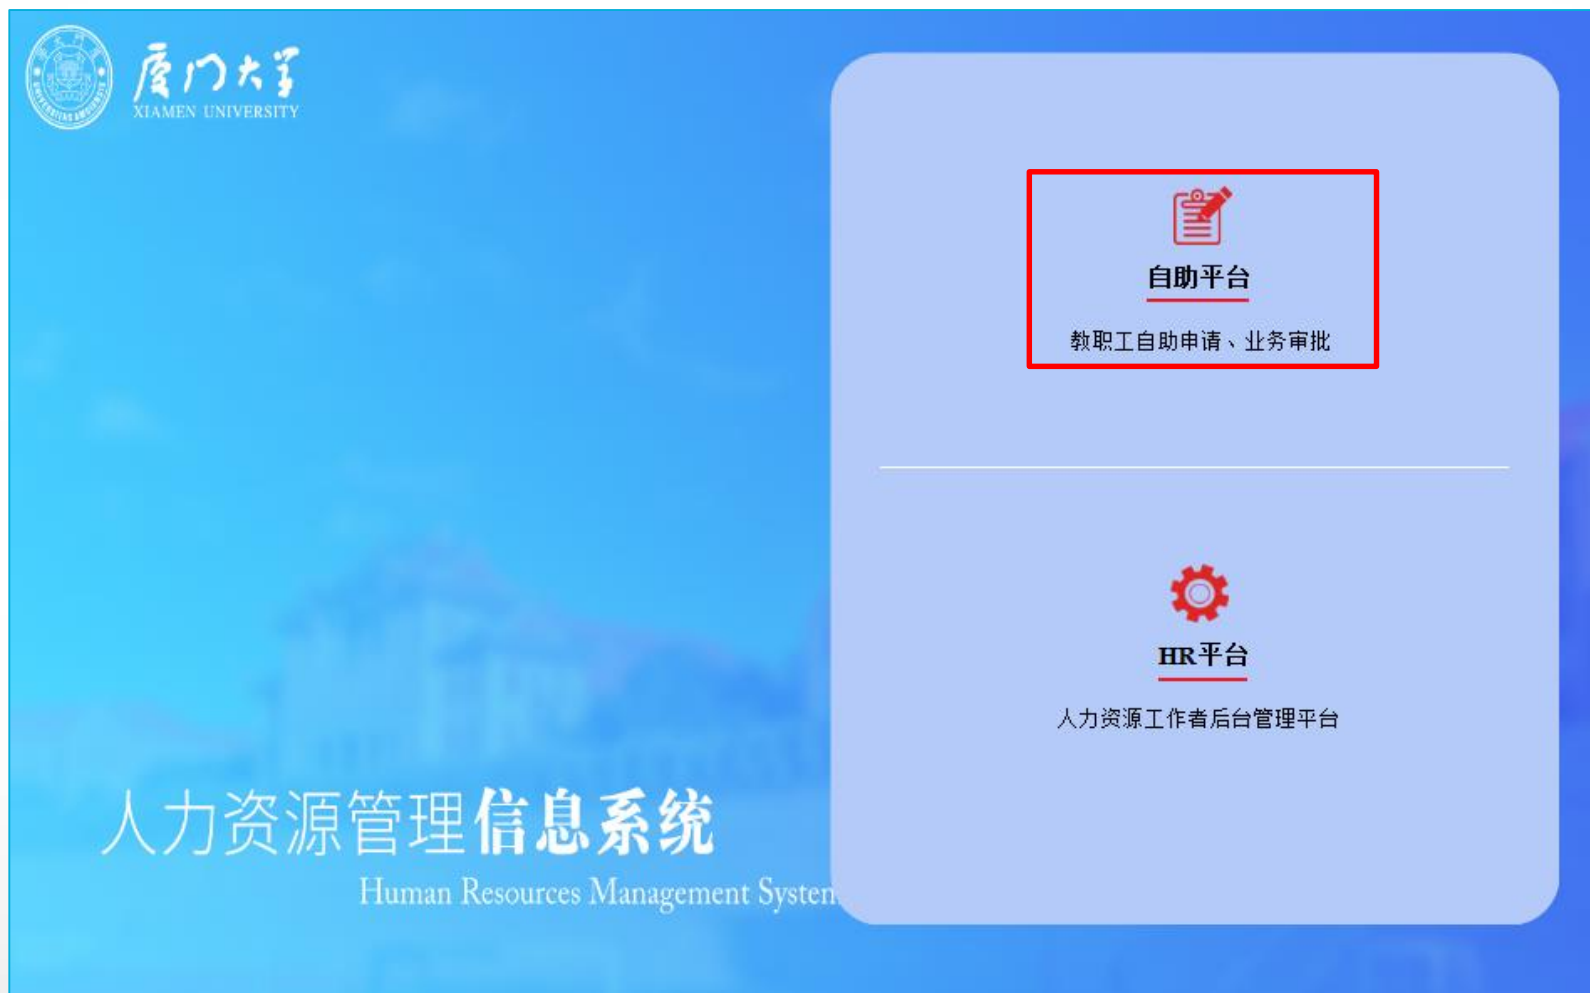 厦门大学
XIAMEN UNIVERSITY
自助平台
教职工自助申请、业务审批
HR平台
人力资源工作者后台管理平台
人力资源管理信息系统
Human Resources Management System